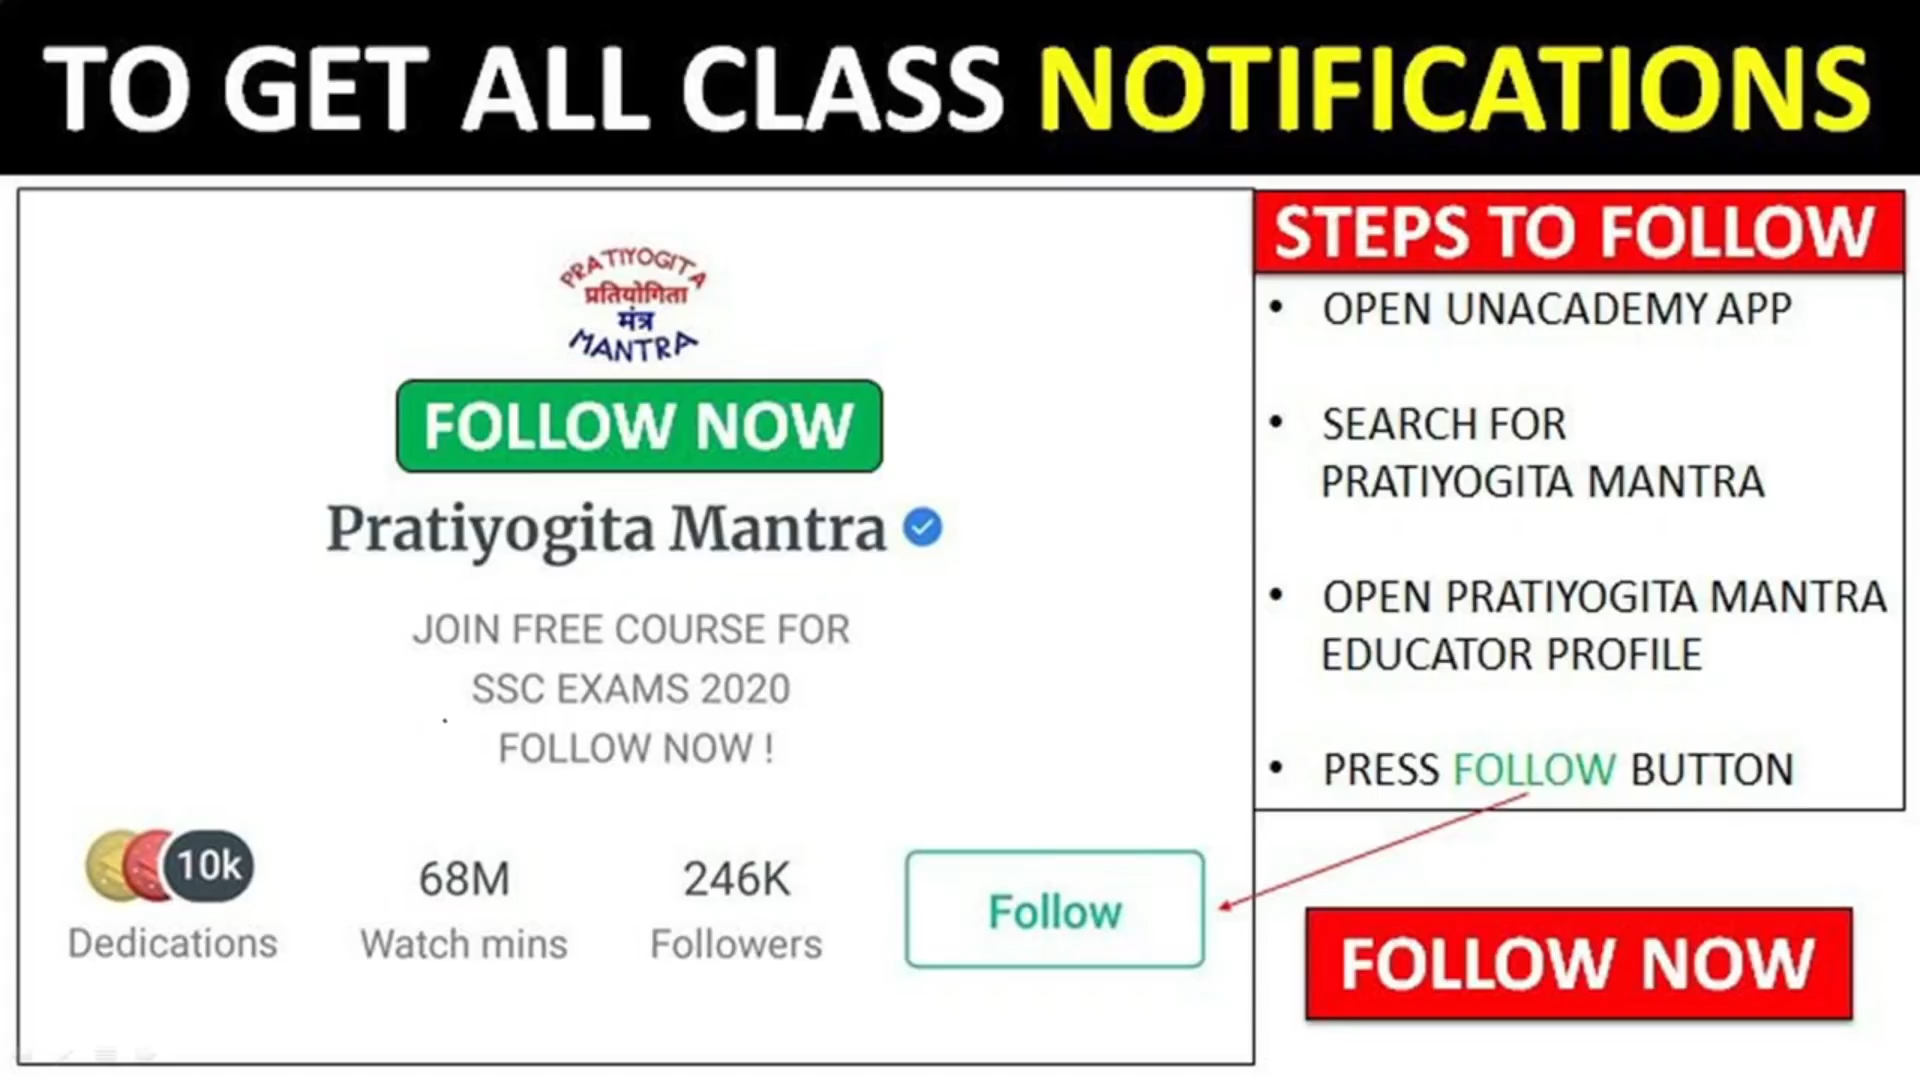 TO GET ALL CLASS NOTIFICATIONS
PRATIYOGITA
प्रतियोगिता
मंत्र
MANTRA
FOLLOW NOW
Pratiyogita Mantra
JOIN FREE COURSE FOR
SSC EXAMS 2020
FOLLOW NOW !
10k
Dedications
68M
Watch mins
246K
Followers
Follow
STEPS TO FOLLOW
• OPEN UNACADEMY APP
• SEARCH FOR
PRATIYOGITA MANTRA
• OPEN PRATIYOGITA MANTRA
EDUCATOR PROFILE
• PRESS FOLLOW BUTTON
FOLLOW NOW